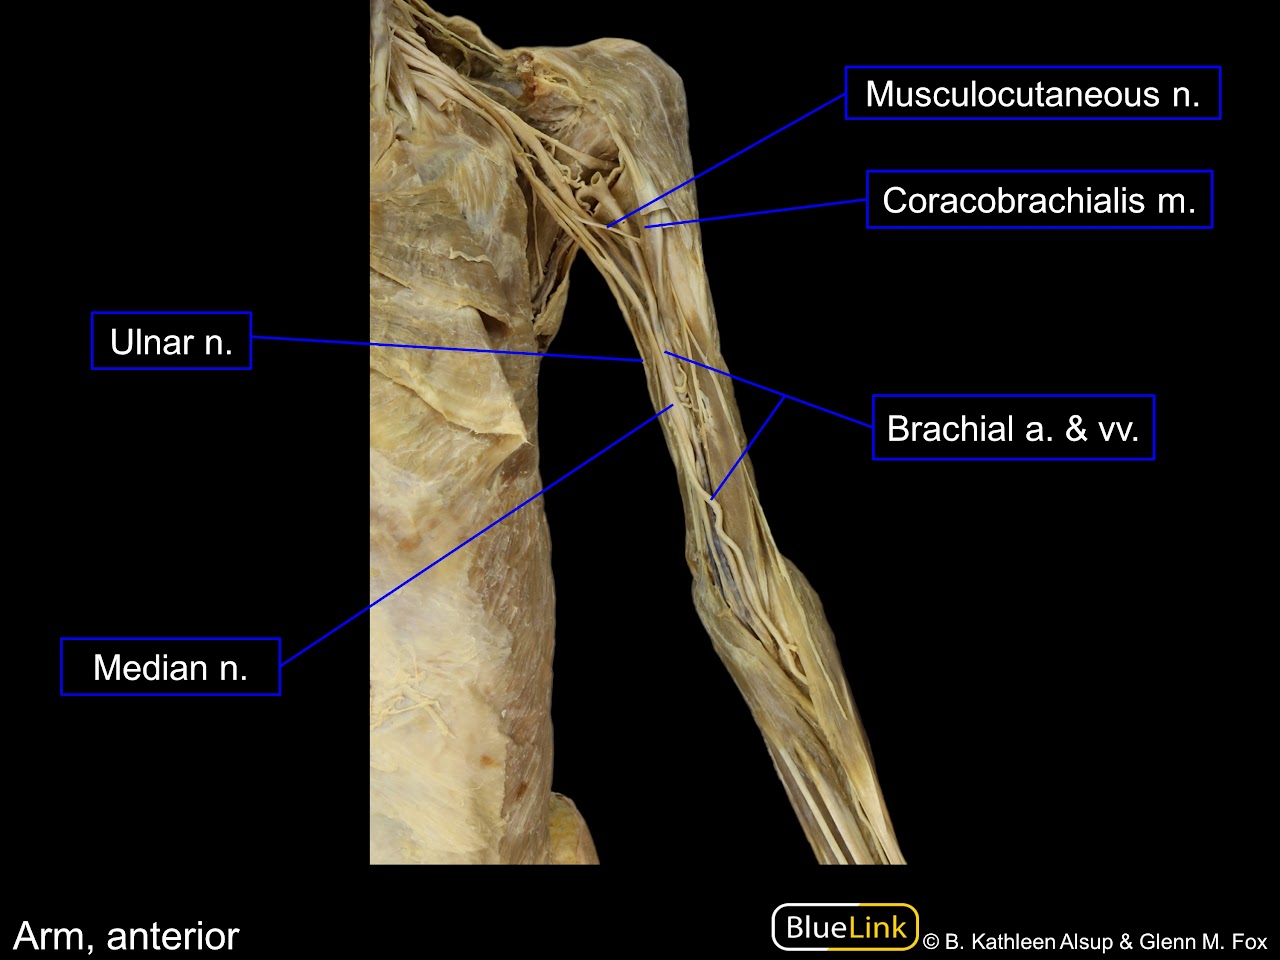 Musculocutaneous n.
Coracobrachialis m.
Ulnar n.
Brachial a. & vv.
Median n.
Arm, anterior
BlueLink
© B. Kathleen Alsup & Glenn M. Fox